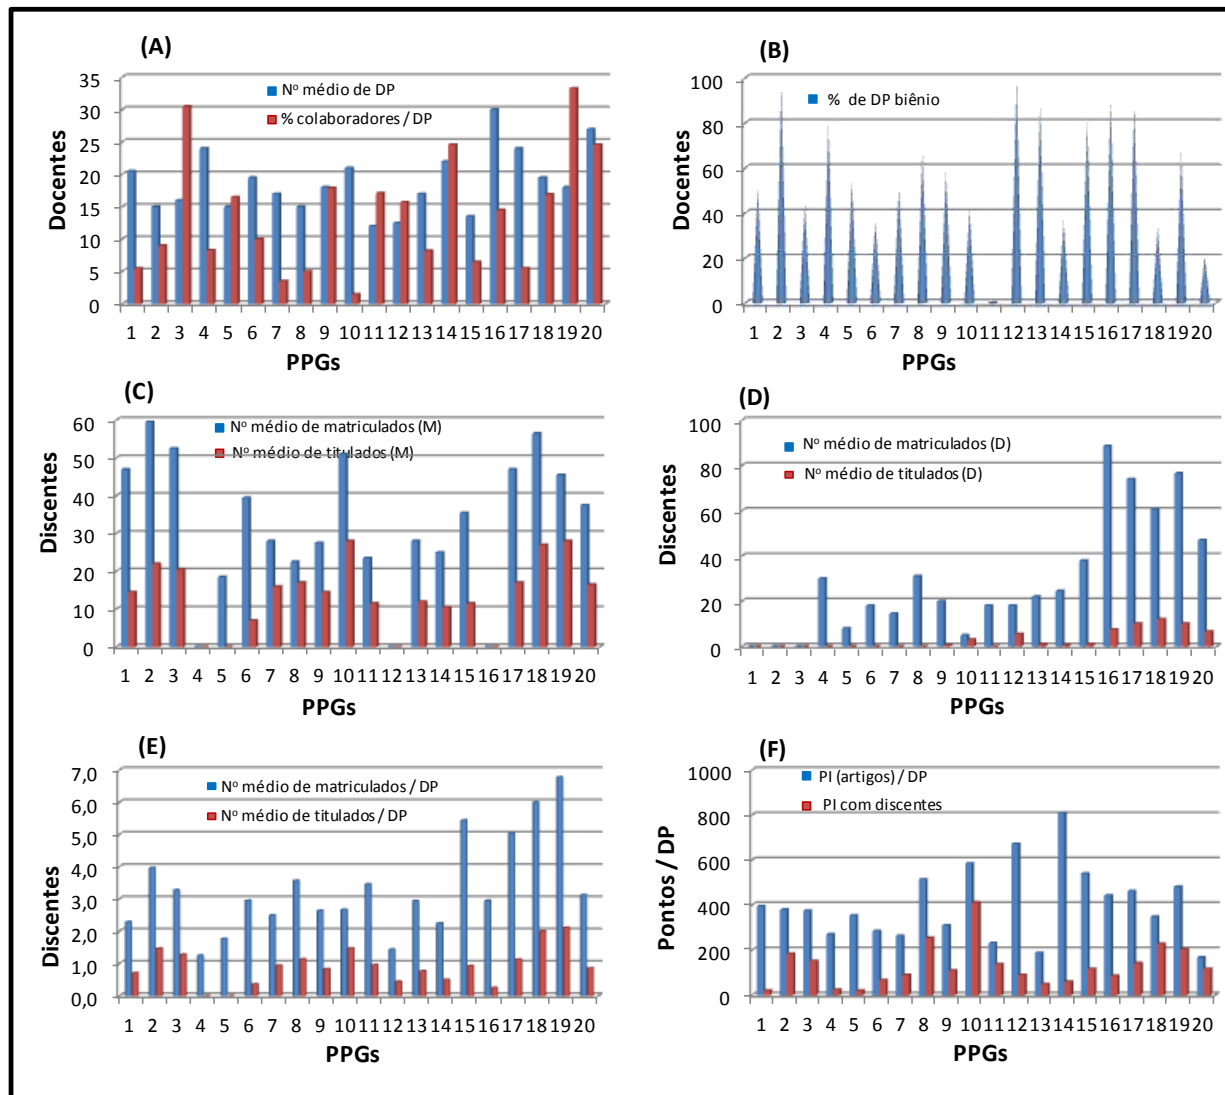 (A)
Nº médio de DP
% colaboradores / DP
35
30
25
20
15
10
5
0
Docentes
1 2 3 4 5 6 7 8 9 10 11 12 13 14 15 16 17 18 19 20
PPGs
(B)
% de DP biênio
100
80
60
40
20
0
Docentes
1 2 3 4 5 6 7 8 9 10 11 12 13 14 15 16 17 18 19 20
PPGs
(C)
Nº médio de matriculados (M)
Nº médio de titulados (M)
60
50
40
30
20
10
0
Discentes
1 2 3 4 5 6 7 8 9 10 11 12 13 14 15 16 17 18 19 20
PPGs
(D)
Nº médio de matriculados (D)
Nº médio de titulados (D)
100
80
60
40
20
0
Discentes
1 2 3 4 5 6 7 8 9 10 11 12 13 14 15 16 17 18 19 20
PPGs
(E)
Nº médio de matriculados / DP
Nº médio de titulados / DP
7,0
6,0
5,0
4,0
3,0
2,0
1,0
0,0
Discentes
1 2 3 4 5 6 7 8 9 10 11 12 13 14 15 16 17 18 19 20
PPGs
(F)
PI (artigos) / DP
PI com discentes
1000
800
600
400
200
0
Pontos / DP
1 2 3 4 5 6 7 8 9 10 11 12 13 14 15 16 17 18 19 20
PPGs